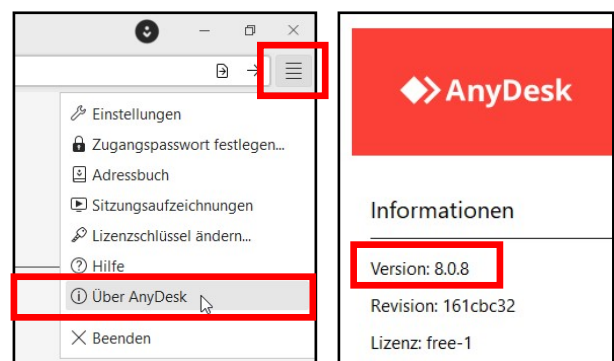 Einstellungen
Zugangspasswort festlegen...
Adressbuch
Sitzungsaufzeichnungen
Lizenzschlüssel ändern...
Hilfe
Über AnyDesk
Beenden
AnyDesk
Informationen
Version: 8.0.8
Revision: 161cbc32
Lizenz: free-1